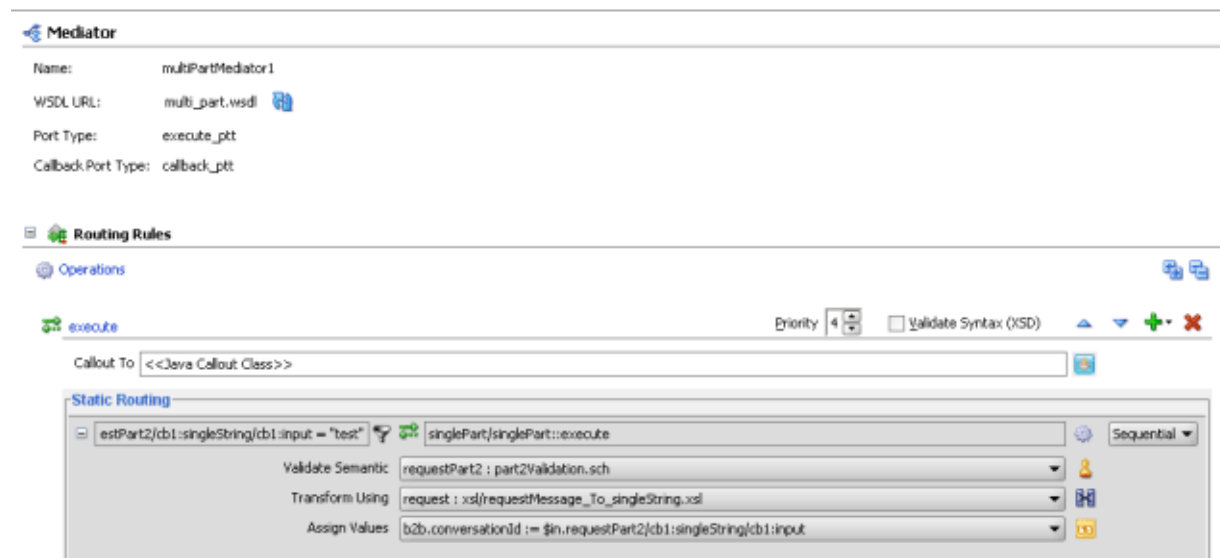 Mediator
Name: multiPartMediator1
WSDL URL: multi_part.wsdl
Port Type: execute_ptt
Callback Port Type: callback_ptt
Routing Rules
Operations
execute Priority 4 Validate Syntax (XSD)
Callout To <<Java Callout Class>>
Static Routing
estPart2/cb1:singleString/cb1:input = "test" singlePart/singlePart::execute Sequential
Validate Semantic requestPart2 : part2Validation.sch
Transform Using request : xsl/requestMessage_To_singleString.xsl
Assign Values b2b.conversationId := $in.requestPart2/cb1:singleString/cb1:input